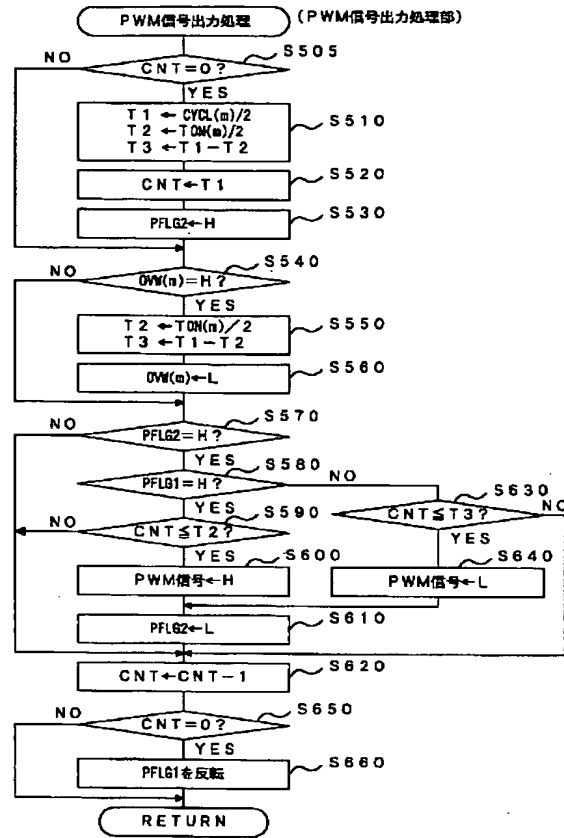 PWM信号出力処理
(PWM信号出力処理部)
S505
NO
CNT=0?
YES
T1 ← CYCL(m)/2
T2 ← TON(m)/2
T3 ← T1−T2
S510
CNT←T1
S520
PFLG2←H
S530
S540
NO
OVW(m)=H?
YES
T2 ← TON(m)/2
T3 ← T1−T2
S550
OVW(m)←L
S560
S570
NO
PFLG2=H?
YES
S580
PFLG1=H?
NO
YES
S590
NO
CNT≦T2?
YES
S630
CNT≦T3?
NO
YES
S600
PWM信号←H
S640
PWM信号←L
S610
PFLG2←L
S620
CNT←CNT−1
S650
NO
CNT=0?
YES
S660
PFLG1を反転
RETURN